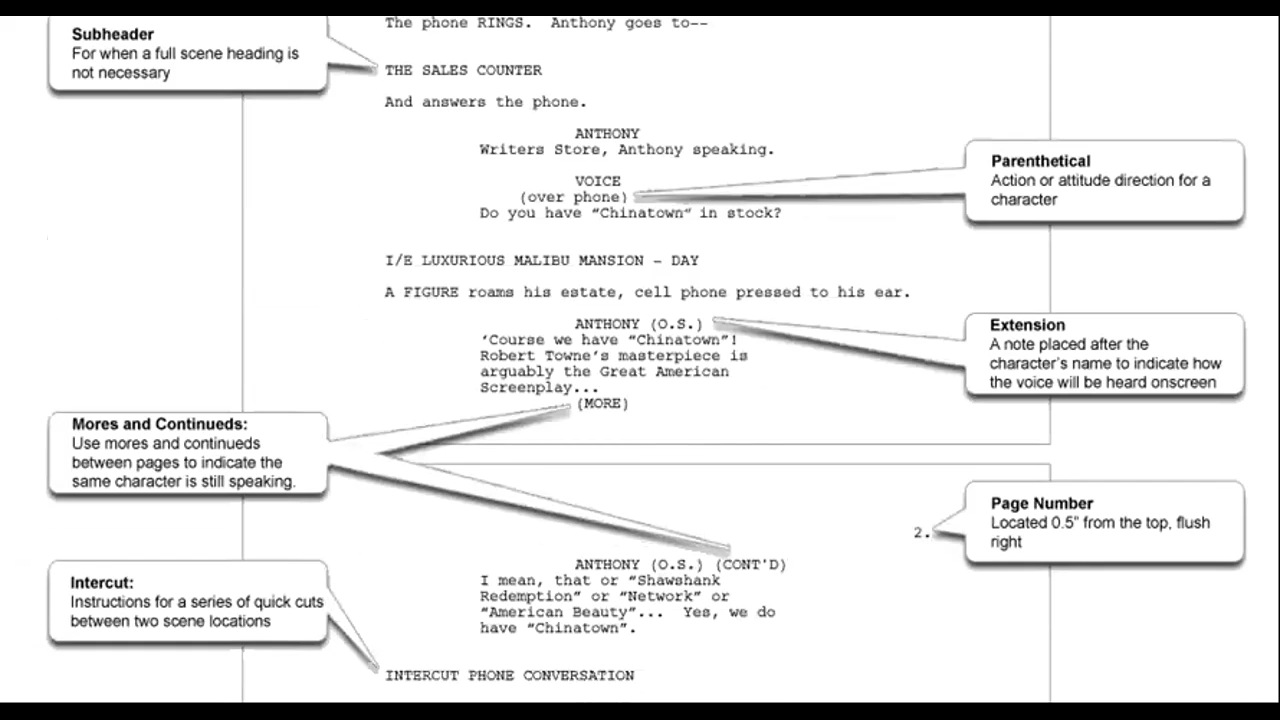 The phone RINGS.  Anthony goes to--
Subheader
For when a full scene heading is
not necessary
THE SALES COUNTER
And answers the phone.
ANTHONY
Writers Store, Anthony speaking.
VOICE
(over phone)
Do you have “Chinatown” in stock?
Parenthetical
Action or attitude direction for a
character
I/E LUXURIOUS MALIBU MANSION – DAY
A FIGURE roams his estate, cell phone pressed to his ear.
ANTHONY (O.S.)
‘Course we have “Chinatown”!
Robert Towne’s masterpiece is
arguably the Great American
Screenplay...
(MORE)
Extension
A note placed after the
character’s name to indicate how
the voice will be heard onscreen
Mores and Continueds:
Use mores and continueds
between pages to indicate the
same character is still speaking.
Page Number
Located 0.5” from the top, flush
right
2.
ANTHONY (O.S.) (CONT'D)
I mean, that or “Shawshank
Redemption” or “Network” or
“American Beauty”...  Yes, we do
have “Chinatown”.
Intercut:
Instructions for a series of quick cuts
between two scene locations
INTERCUT PHONE CONVERSATION